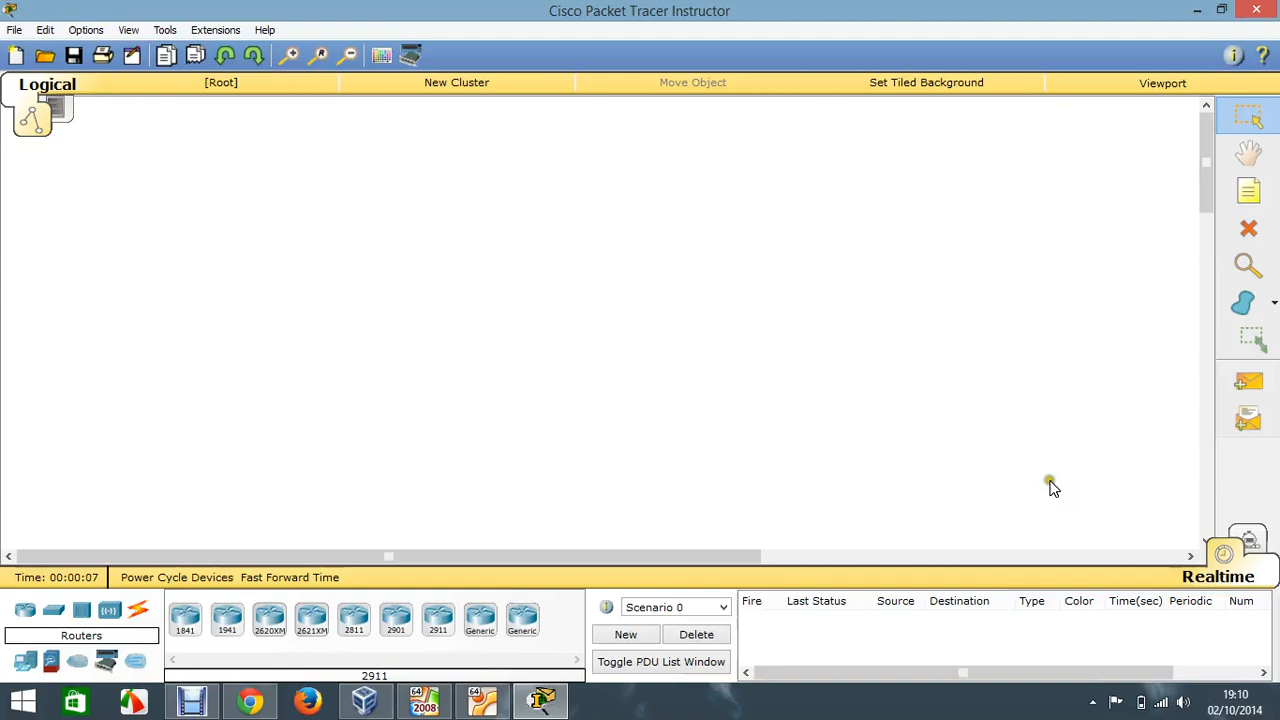 Cisco Packet Tracer Instructor
File Edit Options View Tools Extensions Help
Logical [Root] New Cluster Move Object Set Tiled Background Viewport
Time: 00:00:07 Power Cycle Devices Fast Forward Time Realtime
Scenario 0 Fire Last Status Source Destination Type Color Time(sec) Periodic Num
1841 1941 2620XM 2621XM 2811 2901 2911 Generic Generic
Routers New Delete
Toggle PDU List Window
2911
64 2008 64
19:10
02/10/2014